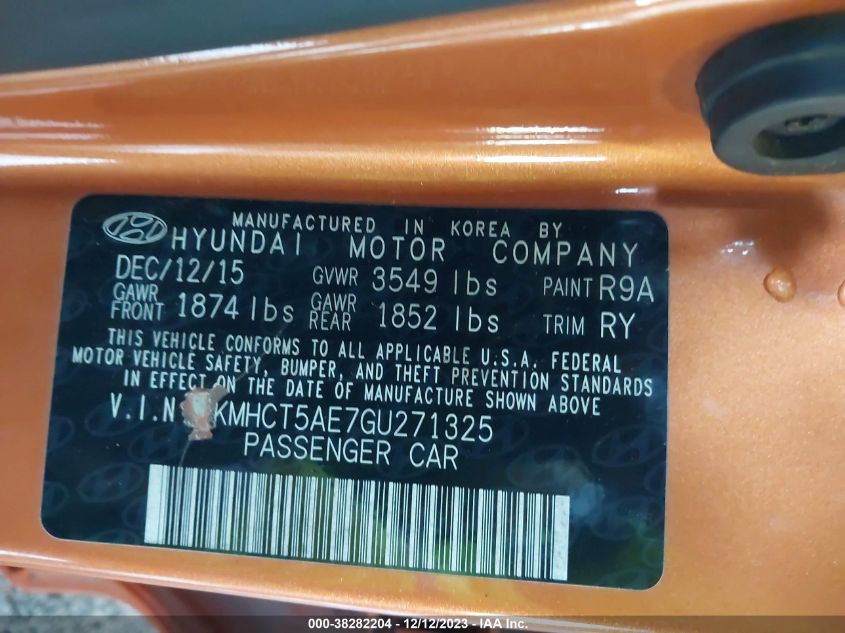 MANUFACTURED IN KOREA BY
HYUNDAI MOTOR COMPANY
DEC/12/15 GVWR 3549 lbs PAINT R9A
GAWR FRONT 1874 lbs GAWR REAR 1852 lbs TRIM RY
THIS VEHICLE CONFORMS TO ALL APPLICABLE U.S.A. FEDERAL
MOTOR VEHICLE SAFETY, BUMPER, AND THEFT PREVENTION STANDARDS
IN EFFECT ON THE DATE OF MANUFACTURE SHOWN ABOVE
V.I.N KMHCT5AE7GU271325
PASSENGER CAR
000-38282204 - 12/12/2023 - IAA Inc.